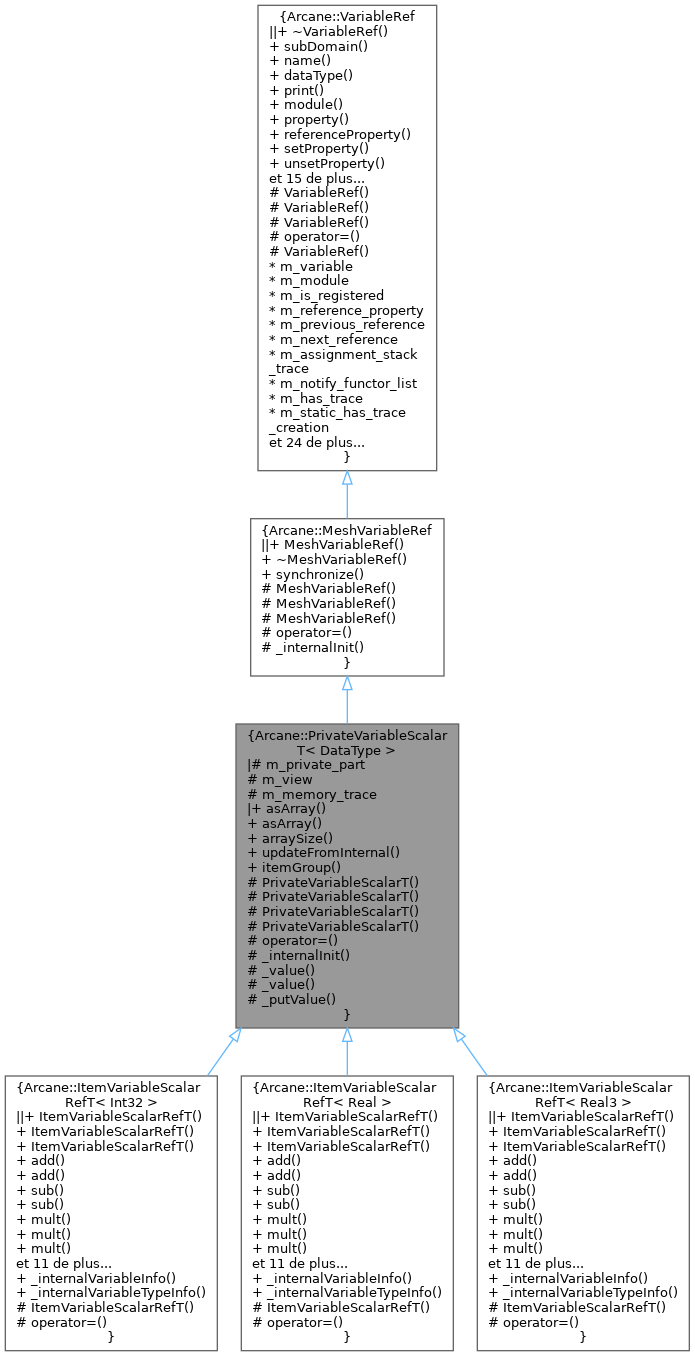 {Arcane::VariableRef
||+ ~VariableRef()
+ subDomain()
+ name()
+ dataType()
+ print()
+ module()
+ property()
+ referenceProperty()
+ setProperty()
+ unsetProperty()
et 15 de plus...
# VariableRef()
# VariableRef()
# VariableRef()
# operator=()
# VariableRef()
* m_variable
* m_module
* m_is_registered
* m_reference_property
* m_previous_reference
* m_next_reference
* m_assignment_stack
_trace
* m_notify_functor_list
* m_has_trace
* m_static_has_trace
_creation
et 24 de plus...
}
{Arcane::MeshVariableRef
||+ MeshVariableRef()
+ ~MeshVariableRef()
+ synchronize()
# MeshVariableRef()
# MeshVariableRef()
# MeshVariableRef()
# operator=()
# _internalInit()
}
{Arcane::PrivateVariableScalar
T< DataType >
|# m_private_part
# m_view
# m_memory_trace
|+ asArray()
+ asArray()
+ arraySize()
+ updateFromInternal()
+ itemGroup()
# PrivateVariableScalarT()
# PrivateVariableScalarT()
# PrivateVariableScalarT()
# PrivateVariableScalarT()
# operator=()
# _internalInit()
# _value()
# _value()
# _putValue()
}
{Arcane::ItemVariableScalar
RefT< Int32 >
||+ ItemVariableScalarRefT()
+ ItemVariableScalarRefT()
+ ItemVariableScalarRefT()
+ add()
+ add()
+ sub()
+ sub()
+ mult()
+ mult()
+ mult()
et 11 de plus...
+ _internalVariableInfo()
+ _internalVariableTypeInfo()
# ItemVariableScalarRefT()
# operator=()
}
{Arcane::ItemVariableScalar
RefT< Real >
||+ ItemVariableScalarRefT()
+ ItemVariableScalarRefT()
+ ItemVariableScalarRefT()
+ add()
+ add()
+ sub()
+ sub()
+ mult()
+ mult()
+ mult()
et 11 de plus...
+ _internalVariableInfo()
+ _internalVariableTypeInfo()
# ItemVariableScalarRefT()
# operator=()
}
{Arcane::ItemVariableScalar
RefT< Real3 >
||+ ItemVariableScalarRefT()
+ ItemVariableScalarRefT()
+ ItemVariableScalarRefT()
+ add()
+ add()
+ sub()
+ sub()
+ mult()
+ mult()
+ mult()
et 11 de plus...
+ _internalVariableInfo()
+ _internalVariableTypeInfo()
# ItemVariableScalarRefT()
# operator=()
}